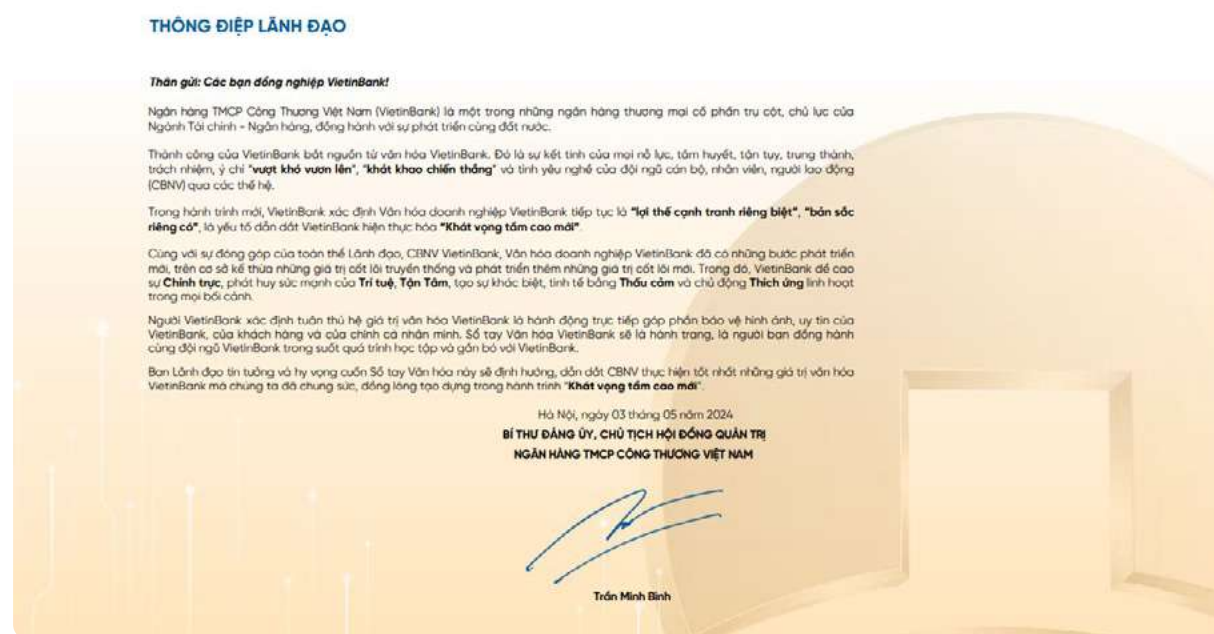 THÔNG ĐIỆP LÃNH ĐẠO
Thân gửi: Các bạn đồng nghiệp VietinBank!
Ngân hàng TMCP Công Thương Việt Nam (VietinBank) là một trong những ngân hàng thương mại cổ phần trụ cột, chủ lực của
Ngành Tài chính - Ngân hàng, đồng hành với sự phát triển cùng đất nước.
Thành công của VietinBank bắt nguồn từ văn hóa VietinBank. Đó là sự kết tinh của mọi nỗ lực, tâm huyết, tận tụy, trung thành,
trách nhiệm, ý chí "vượt khó vươn lên", "khát khao chiến thắng" và tình yêu nghề của đội ngũ cán bộ, nhân viên, người lao động
(CBNV) qua các thế hệ.
Trong hành trình mới, VietinBank xác định Văn hóa doanh nghiệp VietinBank tiếp tục là "lợi thế cạnh tranh riêng biệt", "bản sắc
riêng có", là yếu tố dẫn dắt VietinBank hiện thực hóa "Khát vọng tầm cao mới".
Cùng với sự đóng góp của toàn thể Lãnh đạo, CBNV VietinBank, Văn hóa doanh nghiệp VietinBank đã có những bước phát triển
mới, trên cơ sở kế thừa những giá trị cốt lõi truyền thống và phát triển thêm những giá trị cốt lõi mới. Trong đó, VietinBank đề cao
sự Chính trực, phát huy sức mạnh của Trí tuệ, Tận Tâm, tạo sự khác biệt, tinh tế bằng Thấu cảm và chủ động Thích ứng linh hoạt
trong mọi bối cảnh.
Người VietinBank xác định tuân thủ hệ giá trị văn hóa VietinBank là hành động trực tiếp góp phần bảo vệ hình ảnh, uy tín của
VietinBank, của khách hàng và của chính cá nhân mình. Sổ tay Văn hóa VietinBank sẽ là hành trang, là người bạn đồng hành
cùng đội ngũ VietinBank trong suốt quá trình học tập và gắn bó với VietinBank.
Ban Lãnh đạo tin tưởng và hy vọng cuốn Sổ tay Văn hóa này sẽ định hướng, dẫn dắt CBNV thực hiện tốt nhất những giá trị văn hóa
VietinBank mà chúng ta đã chung sức, đồng lòng tạo dựng trong hành trình "Khát vọng tầm cao mới".
Hà Nội, ngày 03 tháng 05 năm 2024
BÍ THƯ ĐẢNG ỦY, CHỦ TỊCH HỘI ĐỒNG QUẢN TRỊ
NGÂN HÀNG TMCP CÔNG THƯƠNG VIỆT NAM
Trần Minh Bình